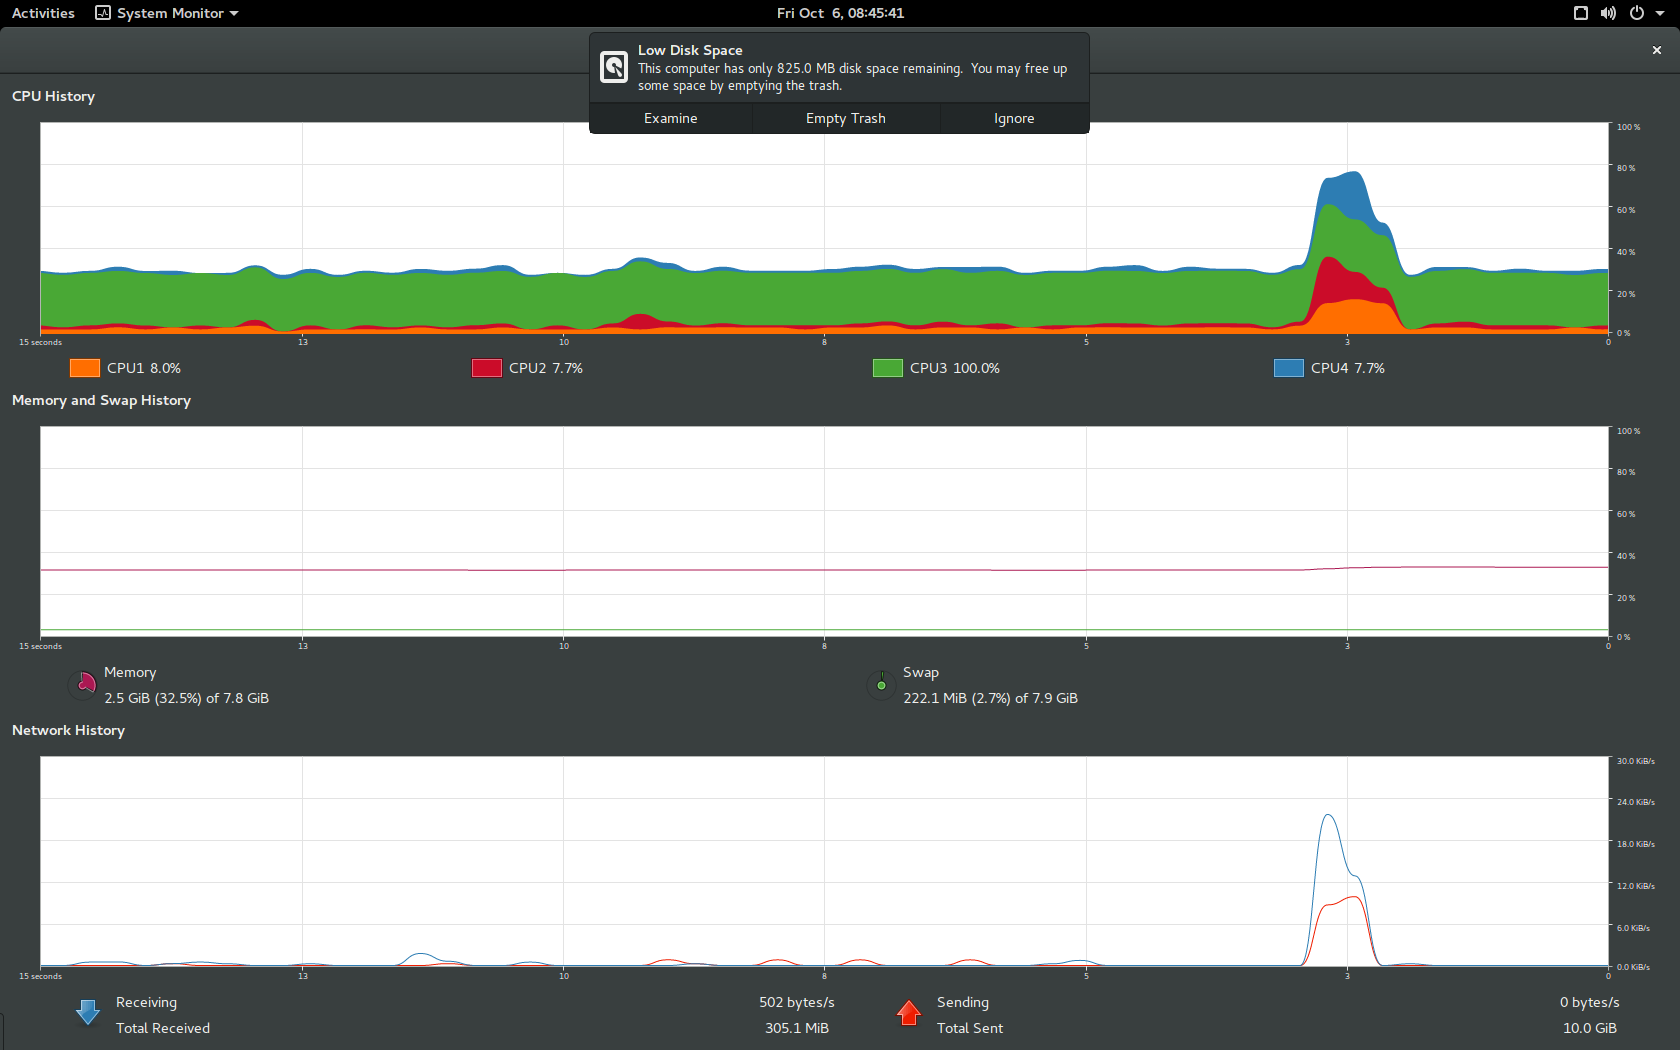 Activities System Monitor Fri Oct 6, 08:45:41
Low Disk Space
This computer has only 825.0 MB disk space remaining. You may free up
some space by emptying the trash.
Examine Empty Trash Ignore
CPU History
100 %
80 %
60 %
40 %
20 %
0 %
15 seconds 13 10 8 5 3 0
CPU1 8.0% CPU2 7.7% CPU3 100.0% CPU4 7.7%
Memory and Swap History
100 %
80 %
60 %
40 %
20 %
0 %
15 seconds 13 10 8 5 3 0
Memory Swap
2.5 GiB (32.5%) of 7.8 GiB 222.1 MiB (2.7%) of 7.9 GiB
Network History
30.0 KiB/s
24.0 KiB/s
18.0 KiB/s
12.0 KiB/s
6.0 KiB/s
0.0 KiB/s
15 seconds 13 10 8 5 3 0
Receiving 502 bytes/s Sending 0 bytes/s
Total Received 305.1 MiB Total Sent 10.0 GiB